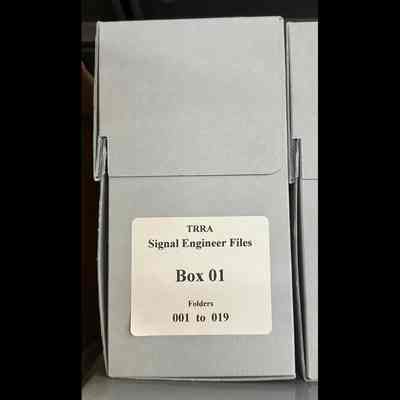 TRRA
Signal Engineer Files
Box 01
Folders
001 to 019